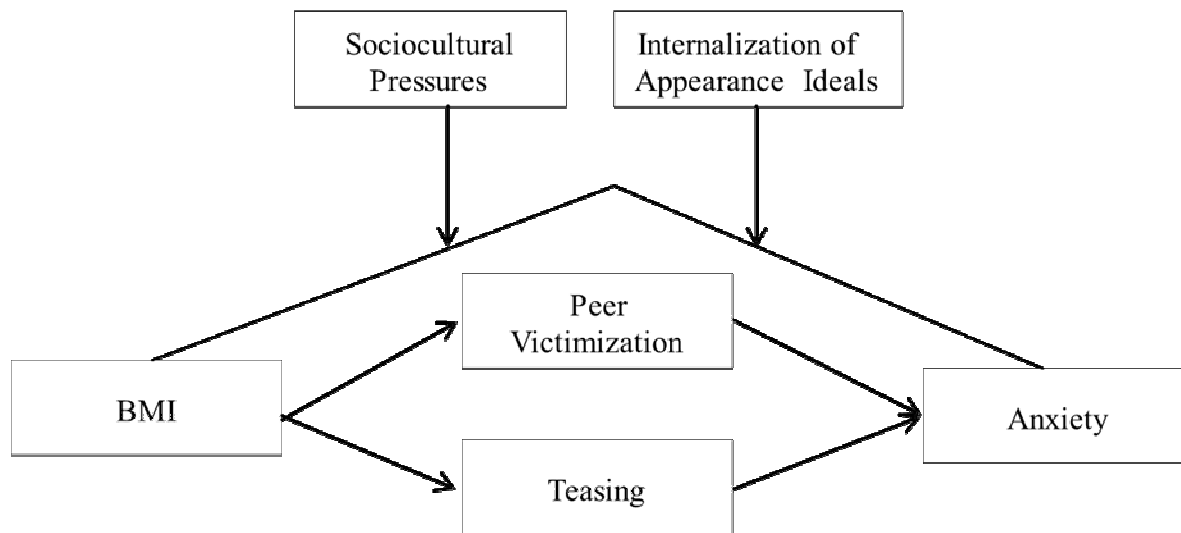 Sociocultural
Pressures
Internalization of
Appearance Ideals
Peer
Victimization
BMI
Anxiety
Teasing